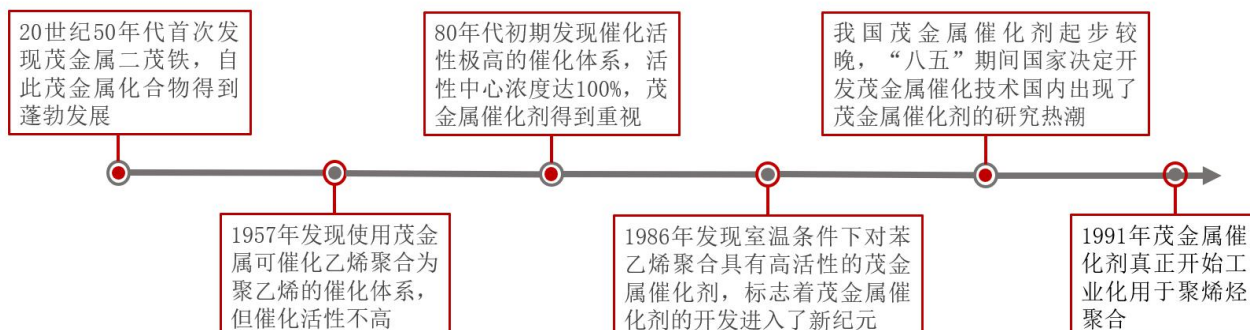 20世纪50年代首次发
现茂金属二茂铁，自
此茂金属化合物得到
蓬勃发展
1957年发现使用茂金
属可催化乙烯聚合为
聚乙烯的催化体系，
但催化活性不高
80年代初期发现催化活
性极高的催化体系，活
性中心浓度达100%，茂
金属催化剂得到重视
1986年发现室温条件下对苯
乙烯聚合具有高活性的茂金
属催化剂，标志着茂金属催
化剂的开发进入了新纪元
我国茂金属催化剂起步较
晚，“八五”期间国家决定开
发茂金属催化技术国内出现了
茂金属催化剂的研究热潮
1991年茂金属催
化剂真正开始工
业化用于聚烯烃
聚合